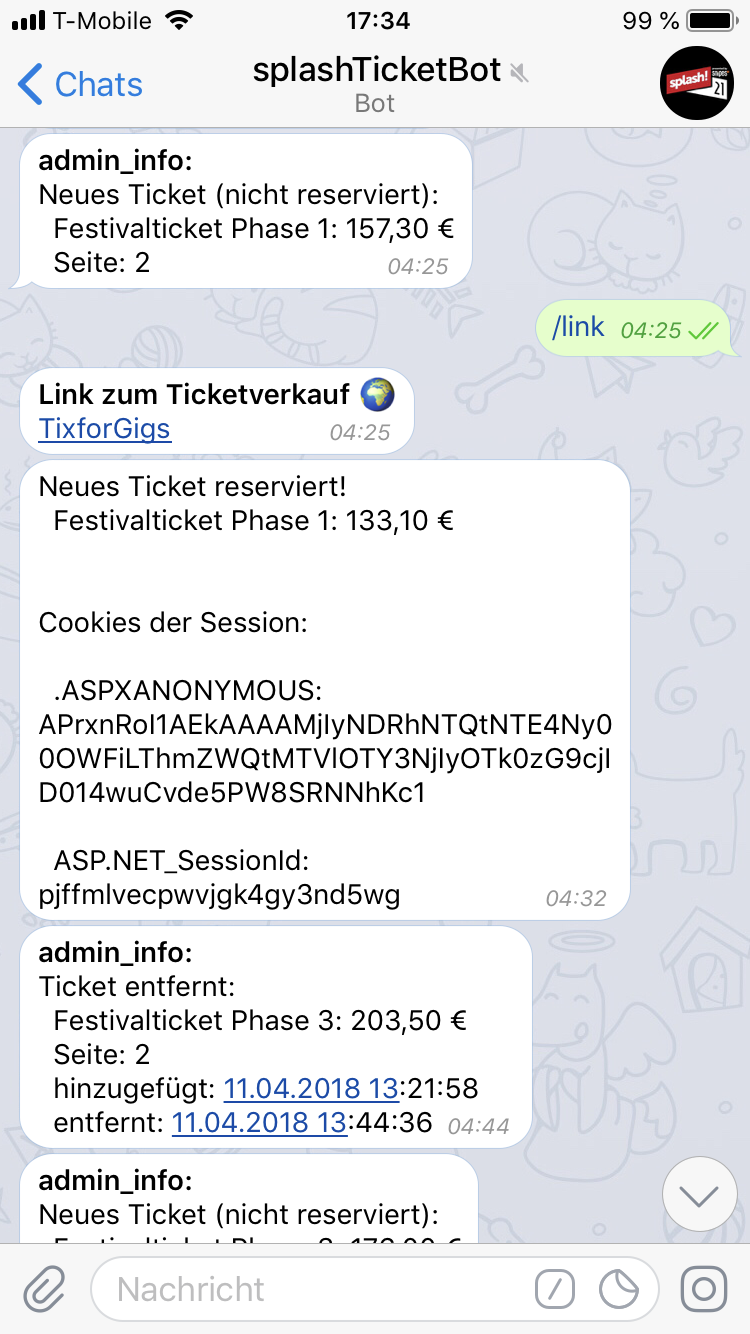 T-Mobile 17:34 99 %
Chats
splashTicketBot
Bot
splash! 21
admin_info:
Neues Ticket (nicht reserviert):
Festivalticket Phase 1: 157,30 €
Seite: 2 04:25
/link 04:25
Link zum Ticketverkauf
TixforGigs 04:25
Neues Ticket reserviert!
Festivalticket Phase 1: 133,10 €
Cookies der Session:
.ASPXANONYMOUS:
APrxnRoI1AEkAAAAMjIyNDRhNTQtNTE4Ny0
0OWFiLThmZWQtMTVlOTY3NjIyOTk0zG9cjI
D014wuCvde5PW8SRNNhKc1
ASP.NET_SessionId:
pjffmlvecpwvjgk4gy3nd5wg 04:32
admin_info:
Ticket entfernt:
Festivalticket Phase 3: 203,50 €
Seite: 2
hinzugefügt: 11.04.2018 13:21:58
entfernt: 11.04.2018 13:44:36 04:44
admin_info:
Neues Ticket (nicht reserviert):
Nachricht